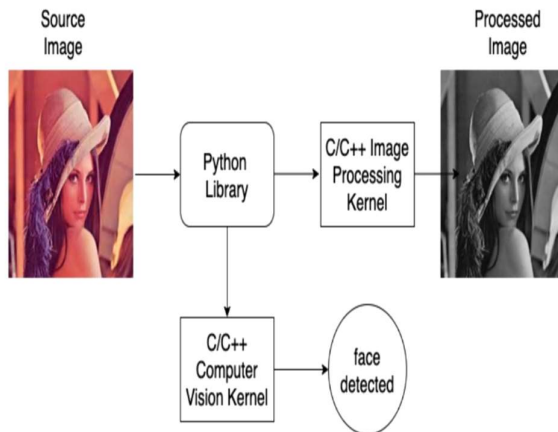 Source
Image
Processed
Image
Python
Library
C/C++ Image
Processing
Kernel
C/C++
Computer
Vision Kernel
face
detected